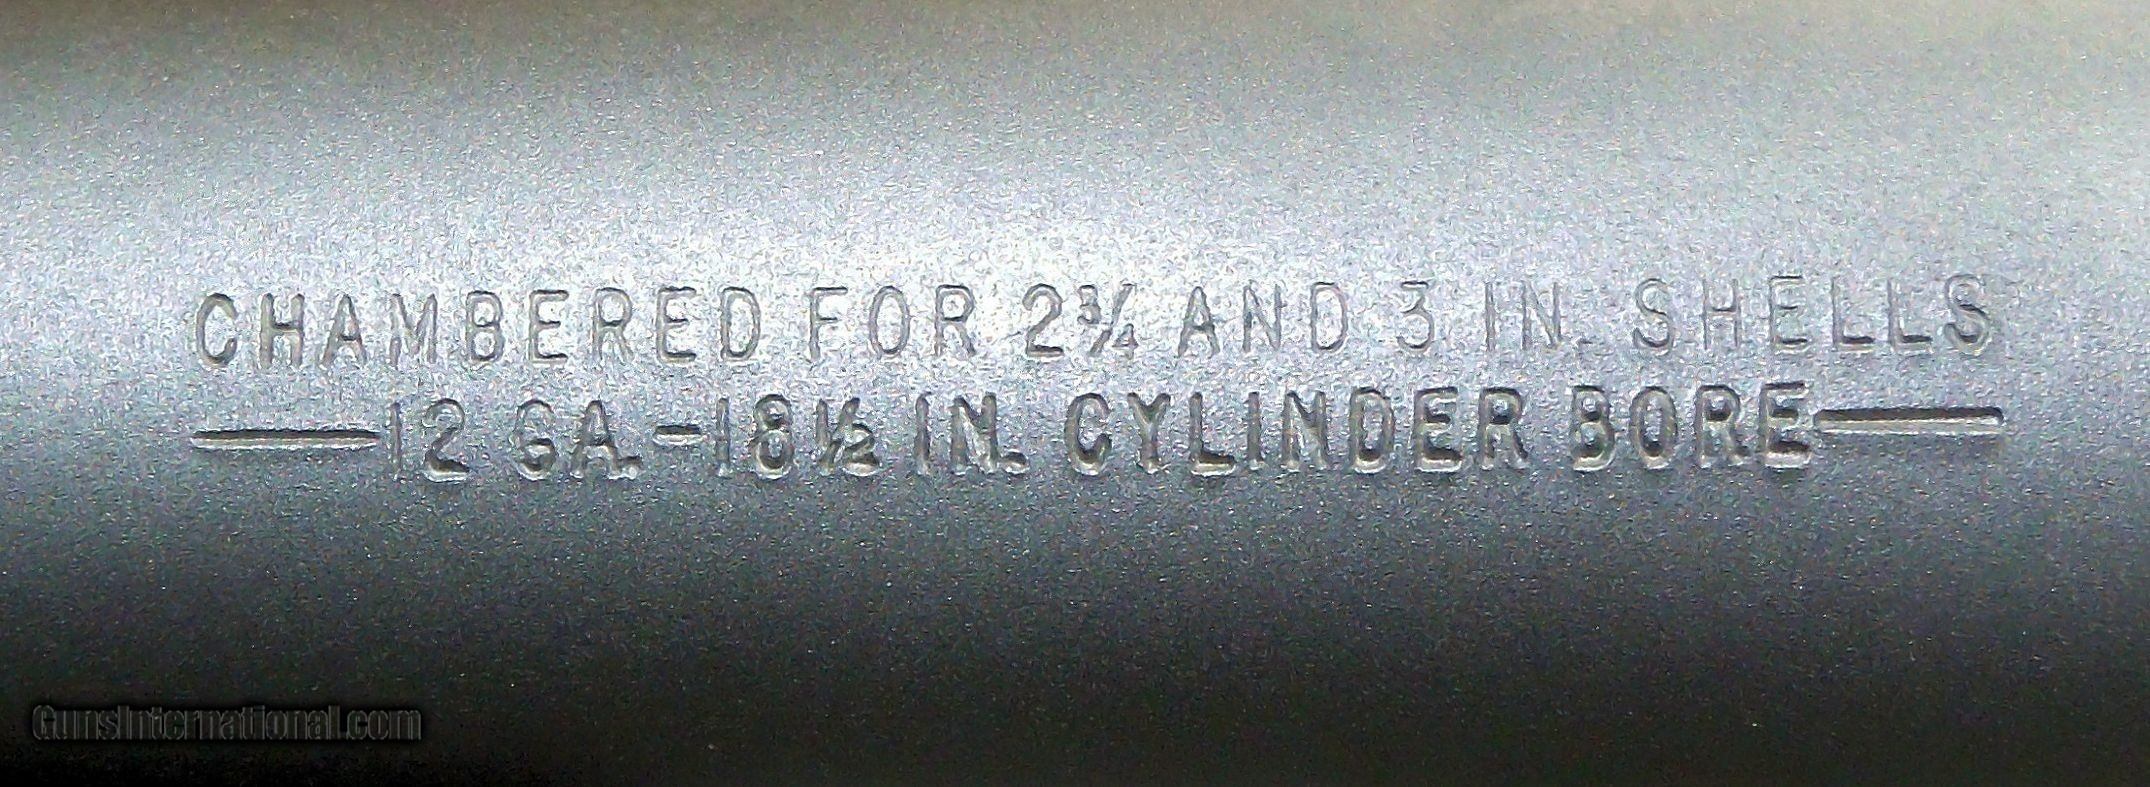 CHAMBERED FOR 2¾ AND 3 IN. SHELLS
—12 GA.-18½ IN. CYLINDER BORE—
GunsInternational.com